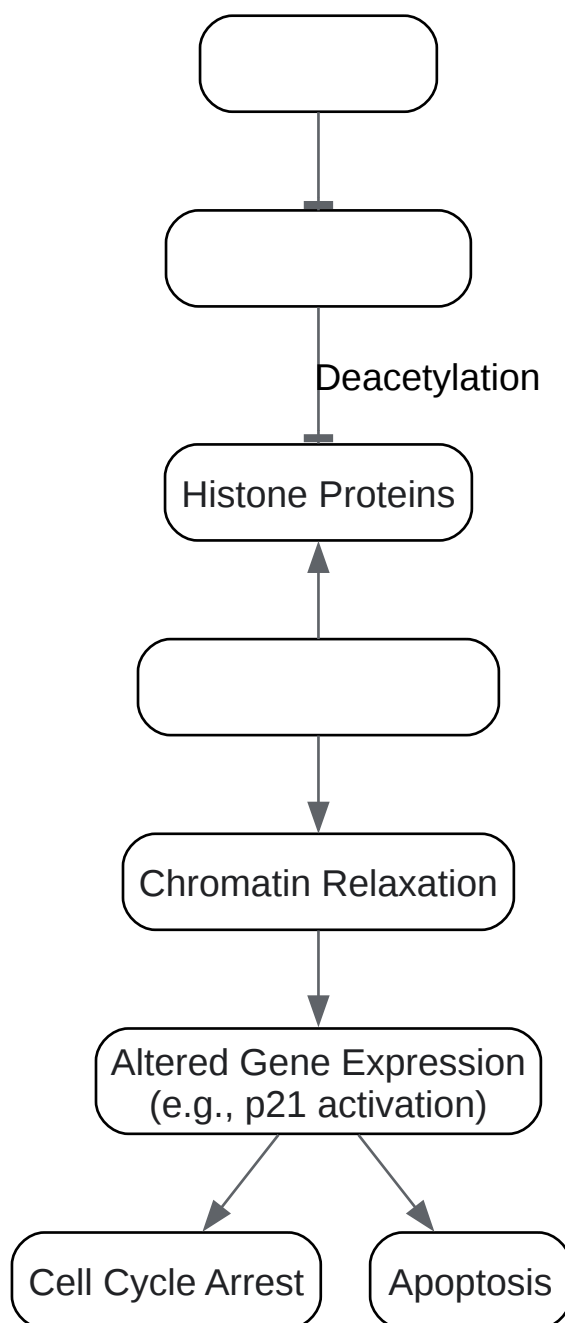 Deacetylation
Histone Proteins
Chromatin Relaxation
Altered Gene Expression
(e.g., p21 activation)
Cell Cycle Arrest
Apoptosis